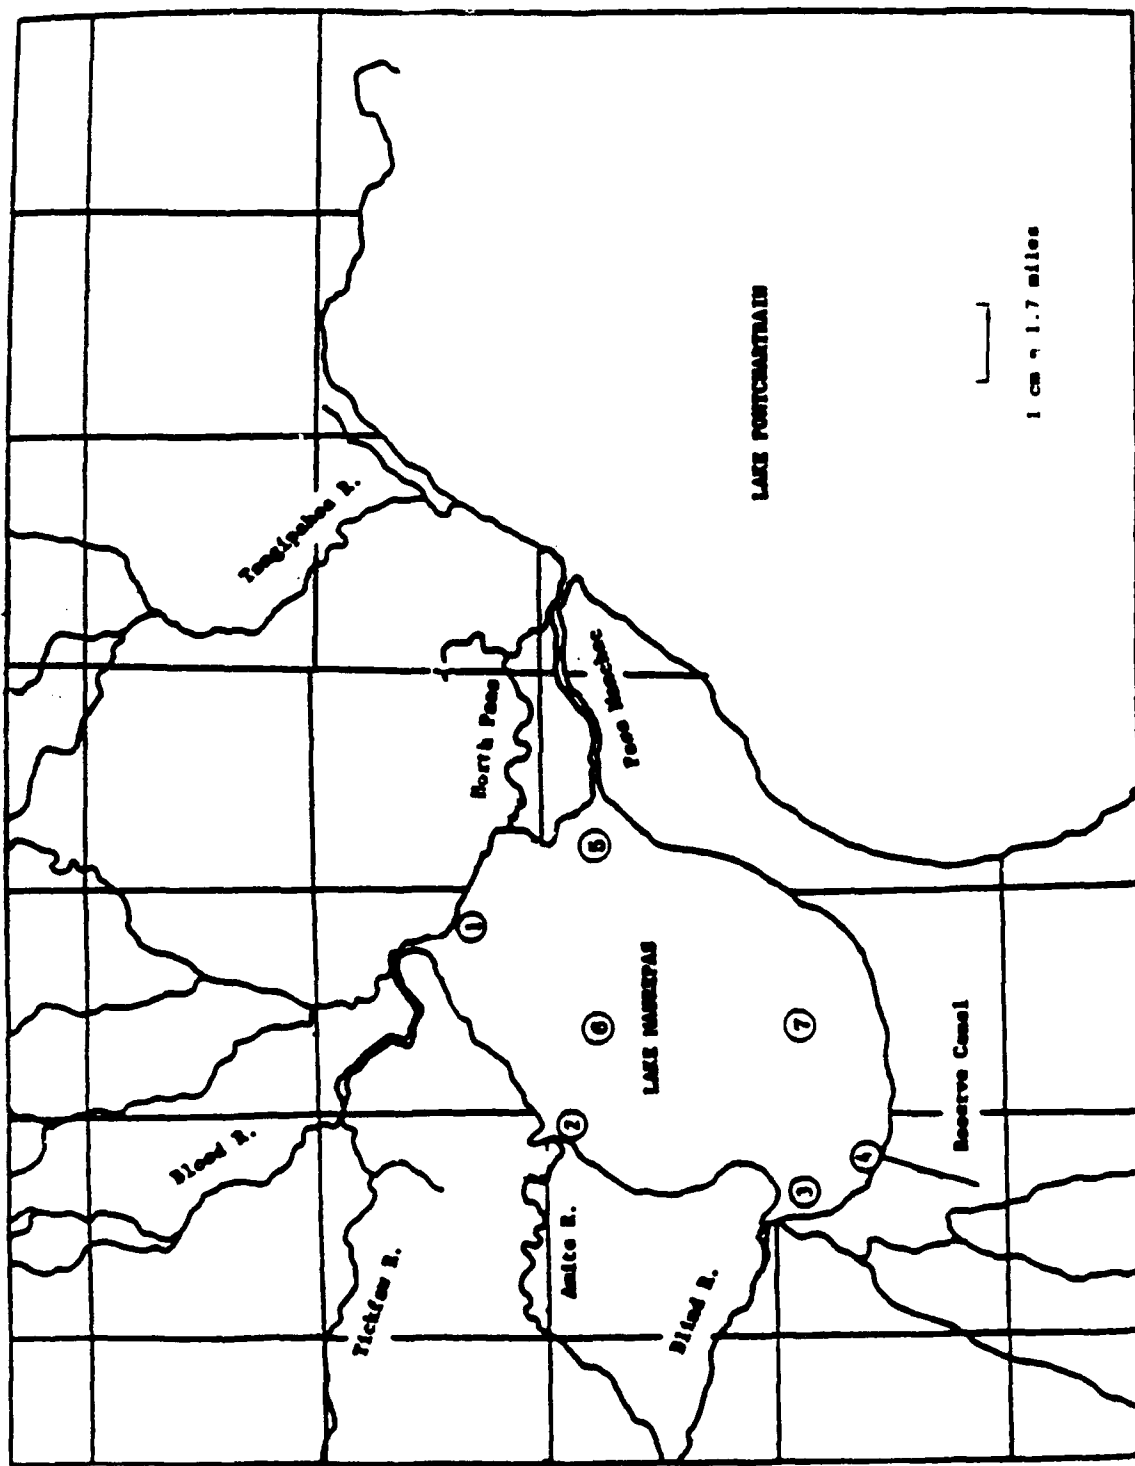 Tangipahoa R.
North Pass
Pass Manchac
LAKE PONTCHARTRAIN
1 cm = 1.7 miles
Blood R.
Tickfaw R.
Amite R.
Blind R.
LAKE MAUREPAS
Reserve Canal
1
2
3
4
5
6
7